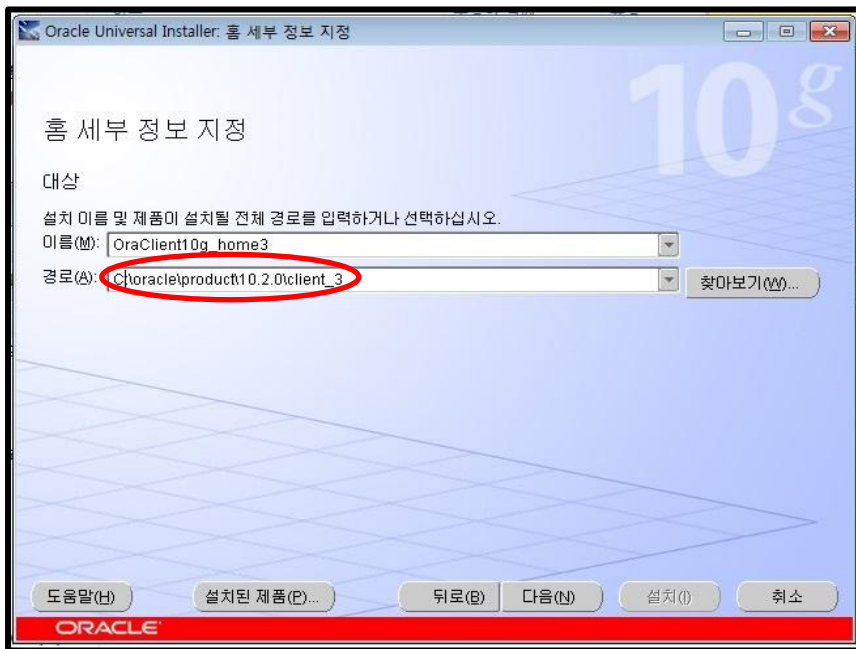 Oracle Universal Installer: 홈 세부 정보 지정
10g
홈 세부 정보 지정
대상
설치 이름 및 제품이 설치될 전체 경로를 입력하거나 선택하십시오.
이름(M): OraClient10g_home3
경로(A): C:\oracle\product\10.2.0\client_3 찾아보기(W)...
도움말(H) 설치된 제품(P)... 뒤로(B) 다음(N) 설치(I) 취소
ORACLE